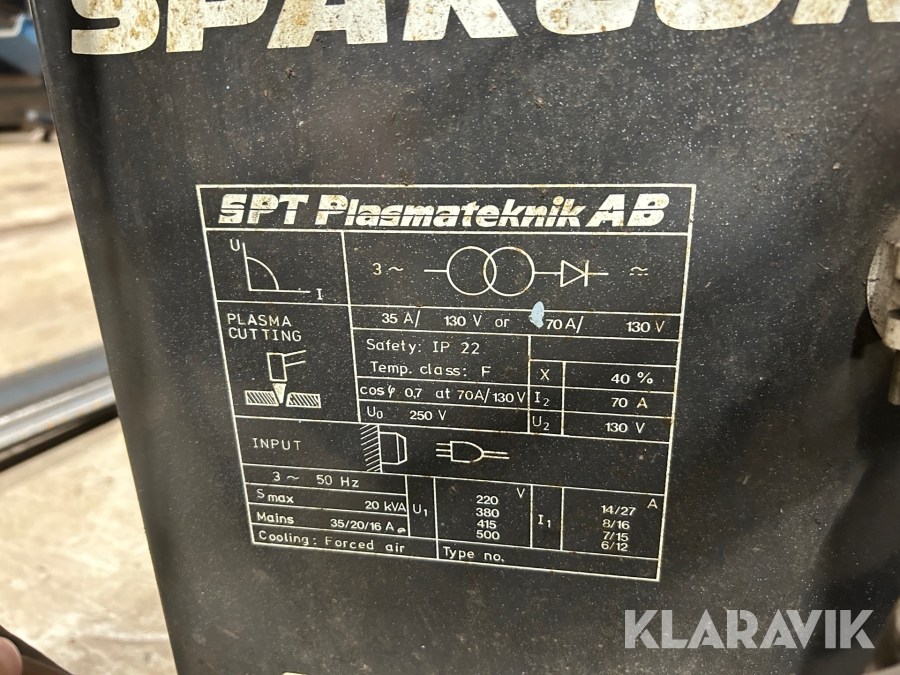 SPT Plasmateknik AB
U
I
3 ~
35 A/ 130 V or 70 A/ 130 V
PLASMA
CUTTING
Safety: IP 22
Temp. class: F
X 40 %
cos φ 0,7 at 70A/130V
I2 70 A
U0 250 V
U2 130 V
INPUT
3 ~ 50 Hz
S max 20 kVA
Mains 35/20/16 A
U1
V
220
380
415
500
I1
A
14/27
8/16
7/15
6/12
Cooling: Forced air
Type no.
KLARAVIK